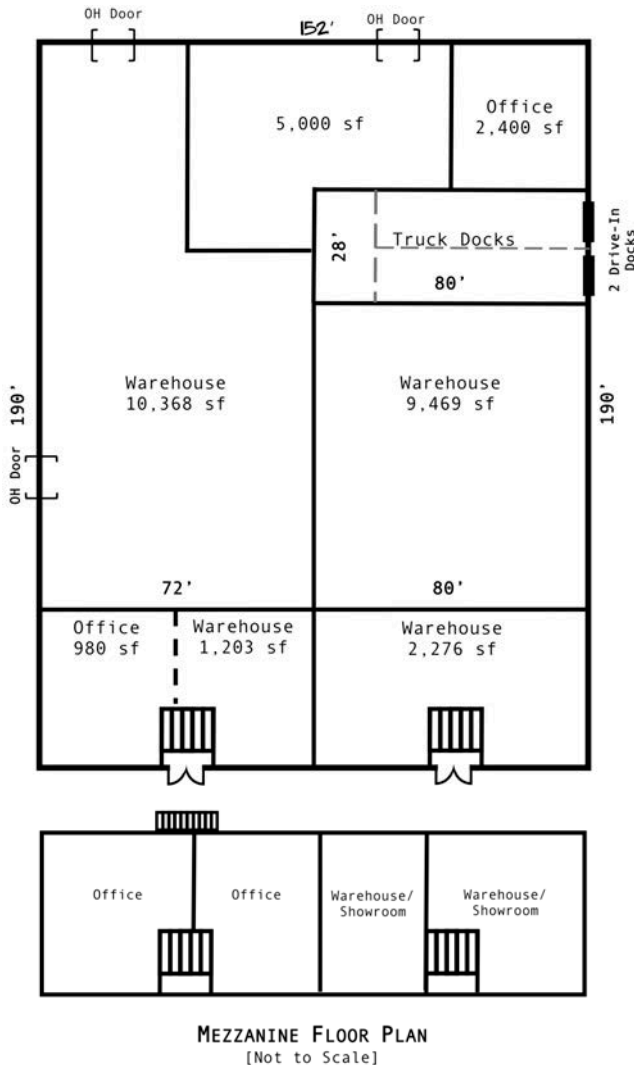 OH Door
152'
OH Door
5,000 sf
Office
2,400 sf
28'
Truck Docks
80'
2 Drive-In
Docks
190'
Warehouse
10,368 sf
Warehouse
9,469 sf
190'
OH Door
72'
80'
Office
980 sf
Warehouse
1,203 sf
Warehouse
2,276 sf
Office
Office
Warehouse/
Showroom
Warehouse/
Showroom
MEZZANINE FLOOR PLAN
[Not to Scale]